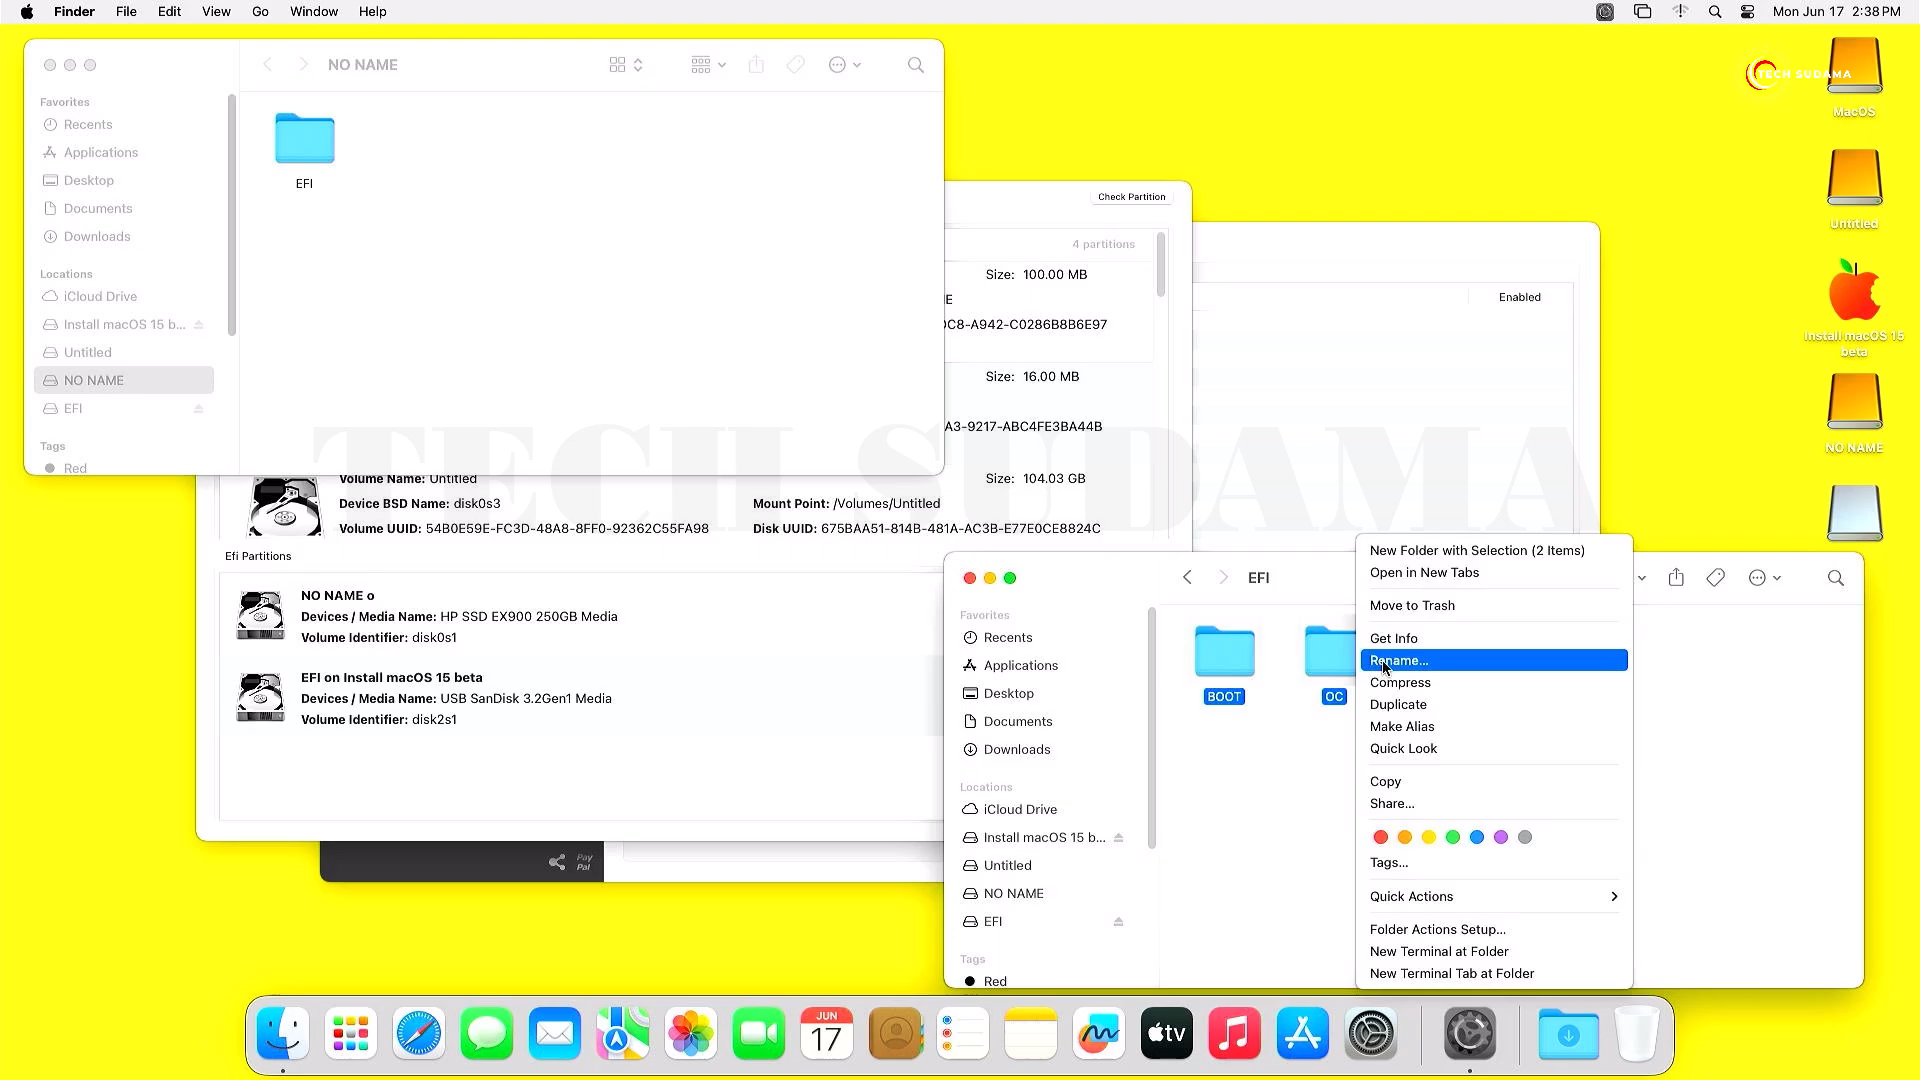 Finder File Edit View Go Window Help
Mon Jun 17 2:38 PM
NO NAME
Favorites
Recents
Applications
Desktop
Documents
Downloads
Locations
iCloud Drive
Install macOS 15 b...
Untitled
NO NAME
EFI
Tags
Red
EFI
TECH SUDAMA
MacOS
Untitled
Install macOS 15
beta
NO NAME
Check Partition
4 partitions
Size: 100.00 MB
E
0C8-A942-C0286B8B6E97
Size: 16.00 MB
A3-9217-ABC4FE3BA44B
Size: 104.03 GB
Enabled
TECH SUDAMA
Volume Name: Untitled
Device BSD Name: disk0s3
Mount Point: /Volumes/Untitled
Volume UUID: 54B0E59E-FC3D-48A8-8FF0-92362C55FA98
Disk UUID: 675BAA51-814B-481A-AC3B-E77E0CE8824C
Efi Partitions
NO NAME o
Devices / Media Name: HP SSD EX900 250GB Media
Volume Identifier: disk0s1
EFI on Install macOS 15 beta
Devices / Media Name: USB SanDisk 3.2Gen1 Media
Volume Identifier: disk2s1
Pay
Pal
EFI
Favorites
Recents
Applications
Desktop
Documents
Downloads
Locations
iCloud Drive
Install macOS 15 b...
Untitled
NO NAME
EFI
Tags
Red
BOOT
OC
New Folder with Selection (2 Items)
Open in New Tabs
Move to Trash
Get Info
Rename...
Compress
Duplicate
Make Alias
Quick Look
Copy
Share...
Tags...
Quick Actions
Folder Actions Setup...
New Terminal at Folder
New Terminal Tab at Folder
JUN
17
tv